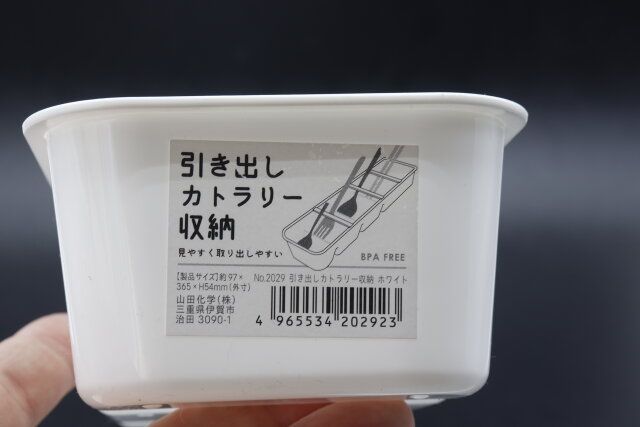 引き出し
カトラリー
収納
見やすく取り出しやすい
BPA FREE
【製品サイズ】約97×
365×H54mm(外寸)
山田化学(株)
三重県伊賀市
治田 3090-1
No.2029 引き出しカトラリー収納 ホワイト
4 965534 202923